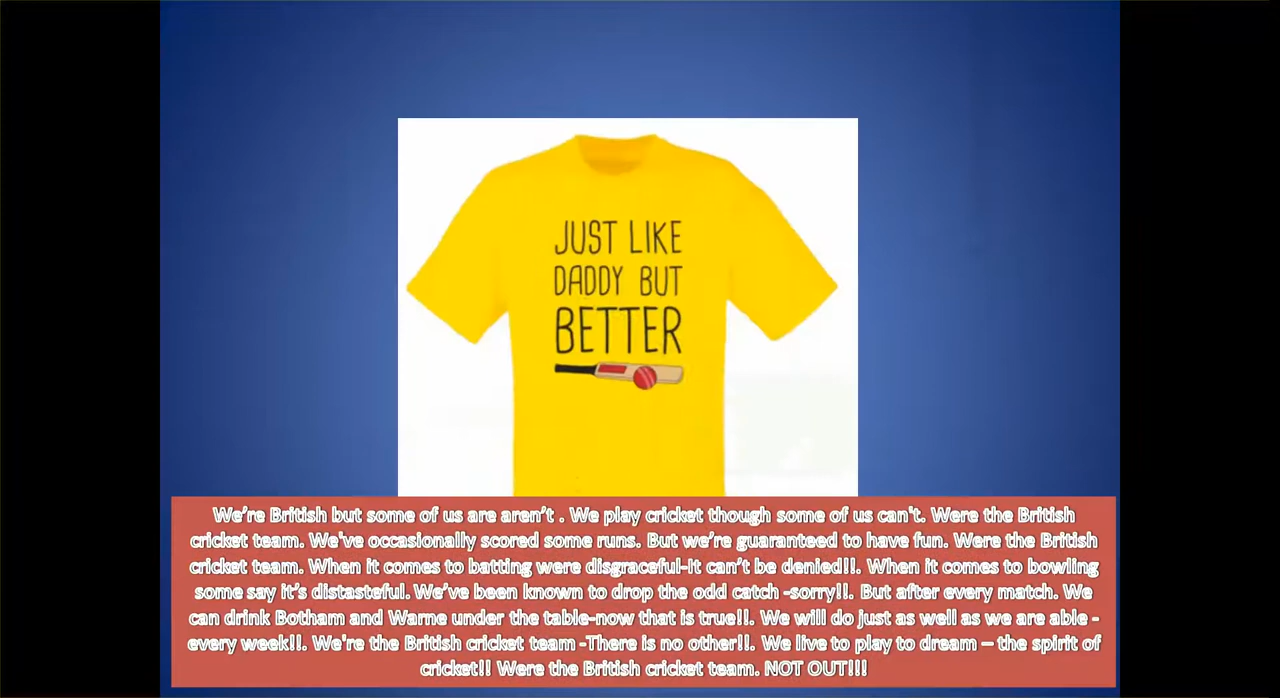 JUST LIKE
DADDY BUT
BETTER
We're British but some of us are aren't . We play cricket though some of us can't. Were the British
cricket team. We've occasionally scored some runs. But we're guaranteed to have fun. Were the British
cricket team. When it comes to batting were disgraceful-It can't be denied!!. When it comes to bowling
some say it's distasteful. We've been known to drop the odd catch -sorry!!. But after every match. We
can drink Botham and Warne under the table-now that is true!!. We will do just as well as we are able -
every week!!. We're the British cricket team -There is no other!!. We live to play to dream – the spirit of
cricket!! Were the British cricket team. NOT OUT!!!